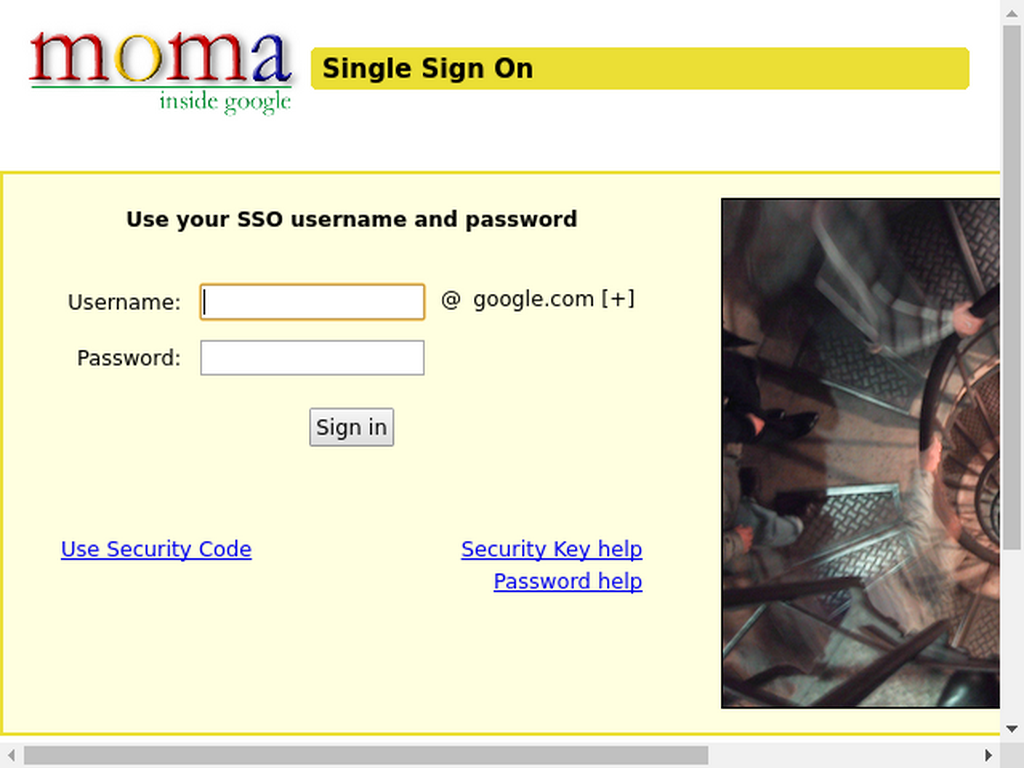 moma
inside google
Single Sign On
Use your SSO username and password
Username: @ google.com [+]
Password:
Sign in
Use Security Code
Security Key help
Password help